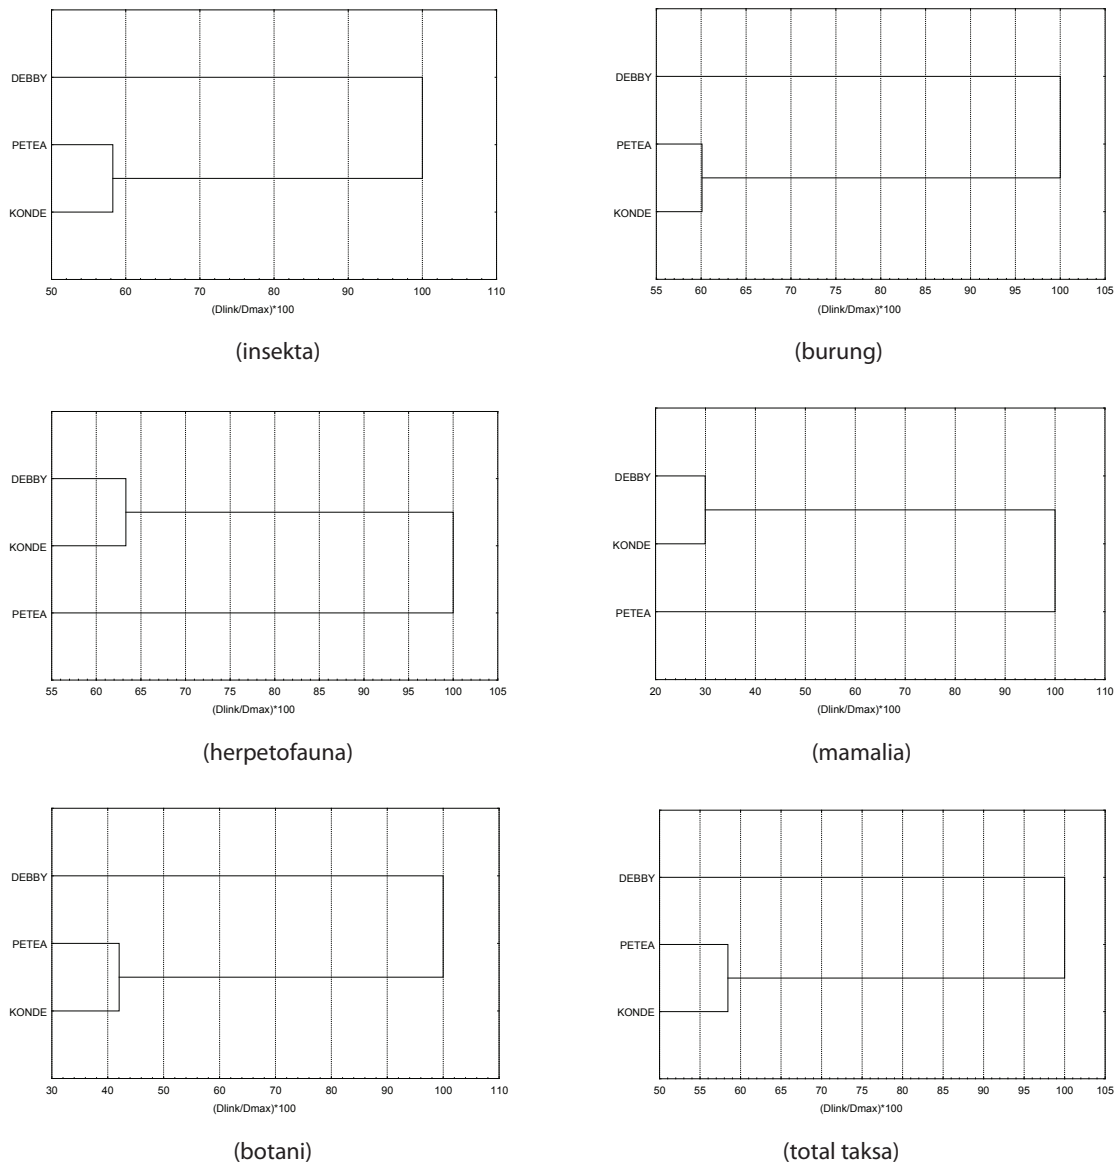 DEBBY
PETEA
KONDE
50 60 70 80 90 100 110
(Dlink/Dmax)*100
(insekta)
DEBBY
PETEA
KONDE
55 60 65 70 75 80 85 90 95 100 105
(Dlink/Dmax)*100
(burung)
DEBBY
KONDE
PETEA
55 60 65 70 75 80 85 90 95 100 105
(Dlink/Dmax)*100
(herpetofauna)
DEBBY
KONDE
PETEA
20 30 40 50 60 70 80 90 100 110
(Dlink/Dmax)*100
(mamalia)
DEBBY
PETEA
KONDE
30 40 50 60 70 80 90 100 110
(Dlink/Dmax)*100
(botani)
DEBBY
PETEA
KONDE
50 55 60 65 70 75 80 85 90 95 100 105
(Dlink/Dmax)*100
(total taksa)